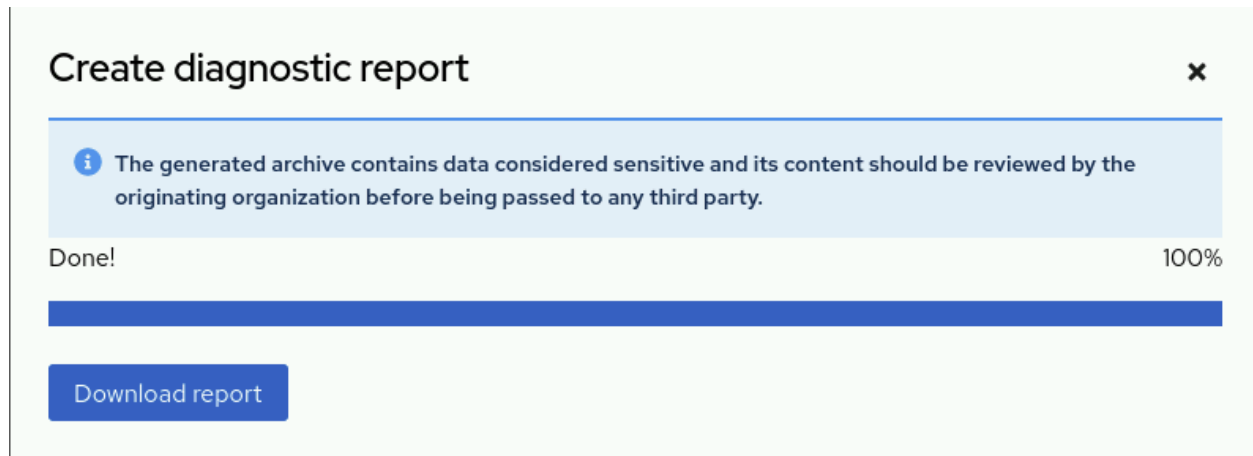 Create diagnostic report
The generated archive contains data considered sensitive and its content should be reviewed by the
originating organization before being passed to any third party.
Done!
100%
Download report